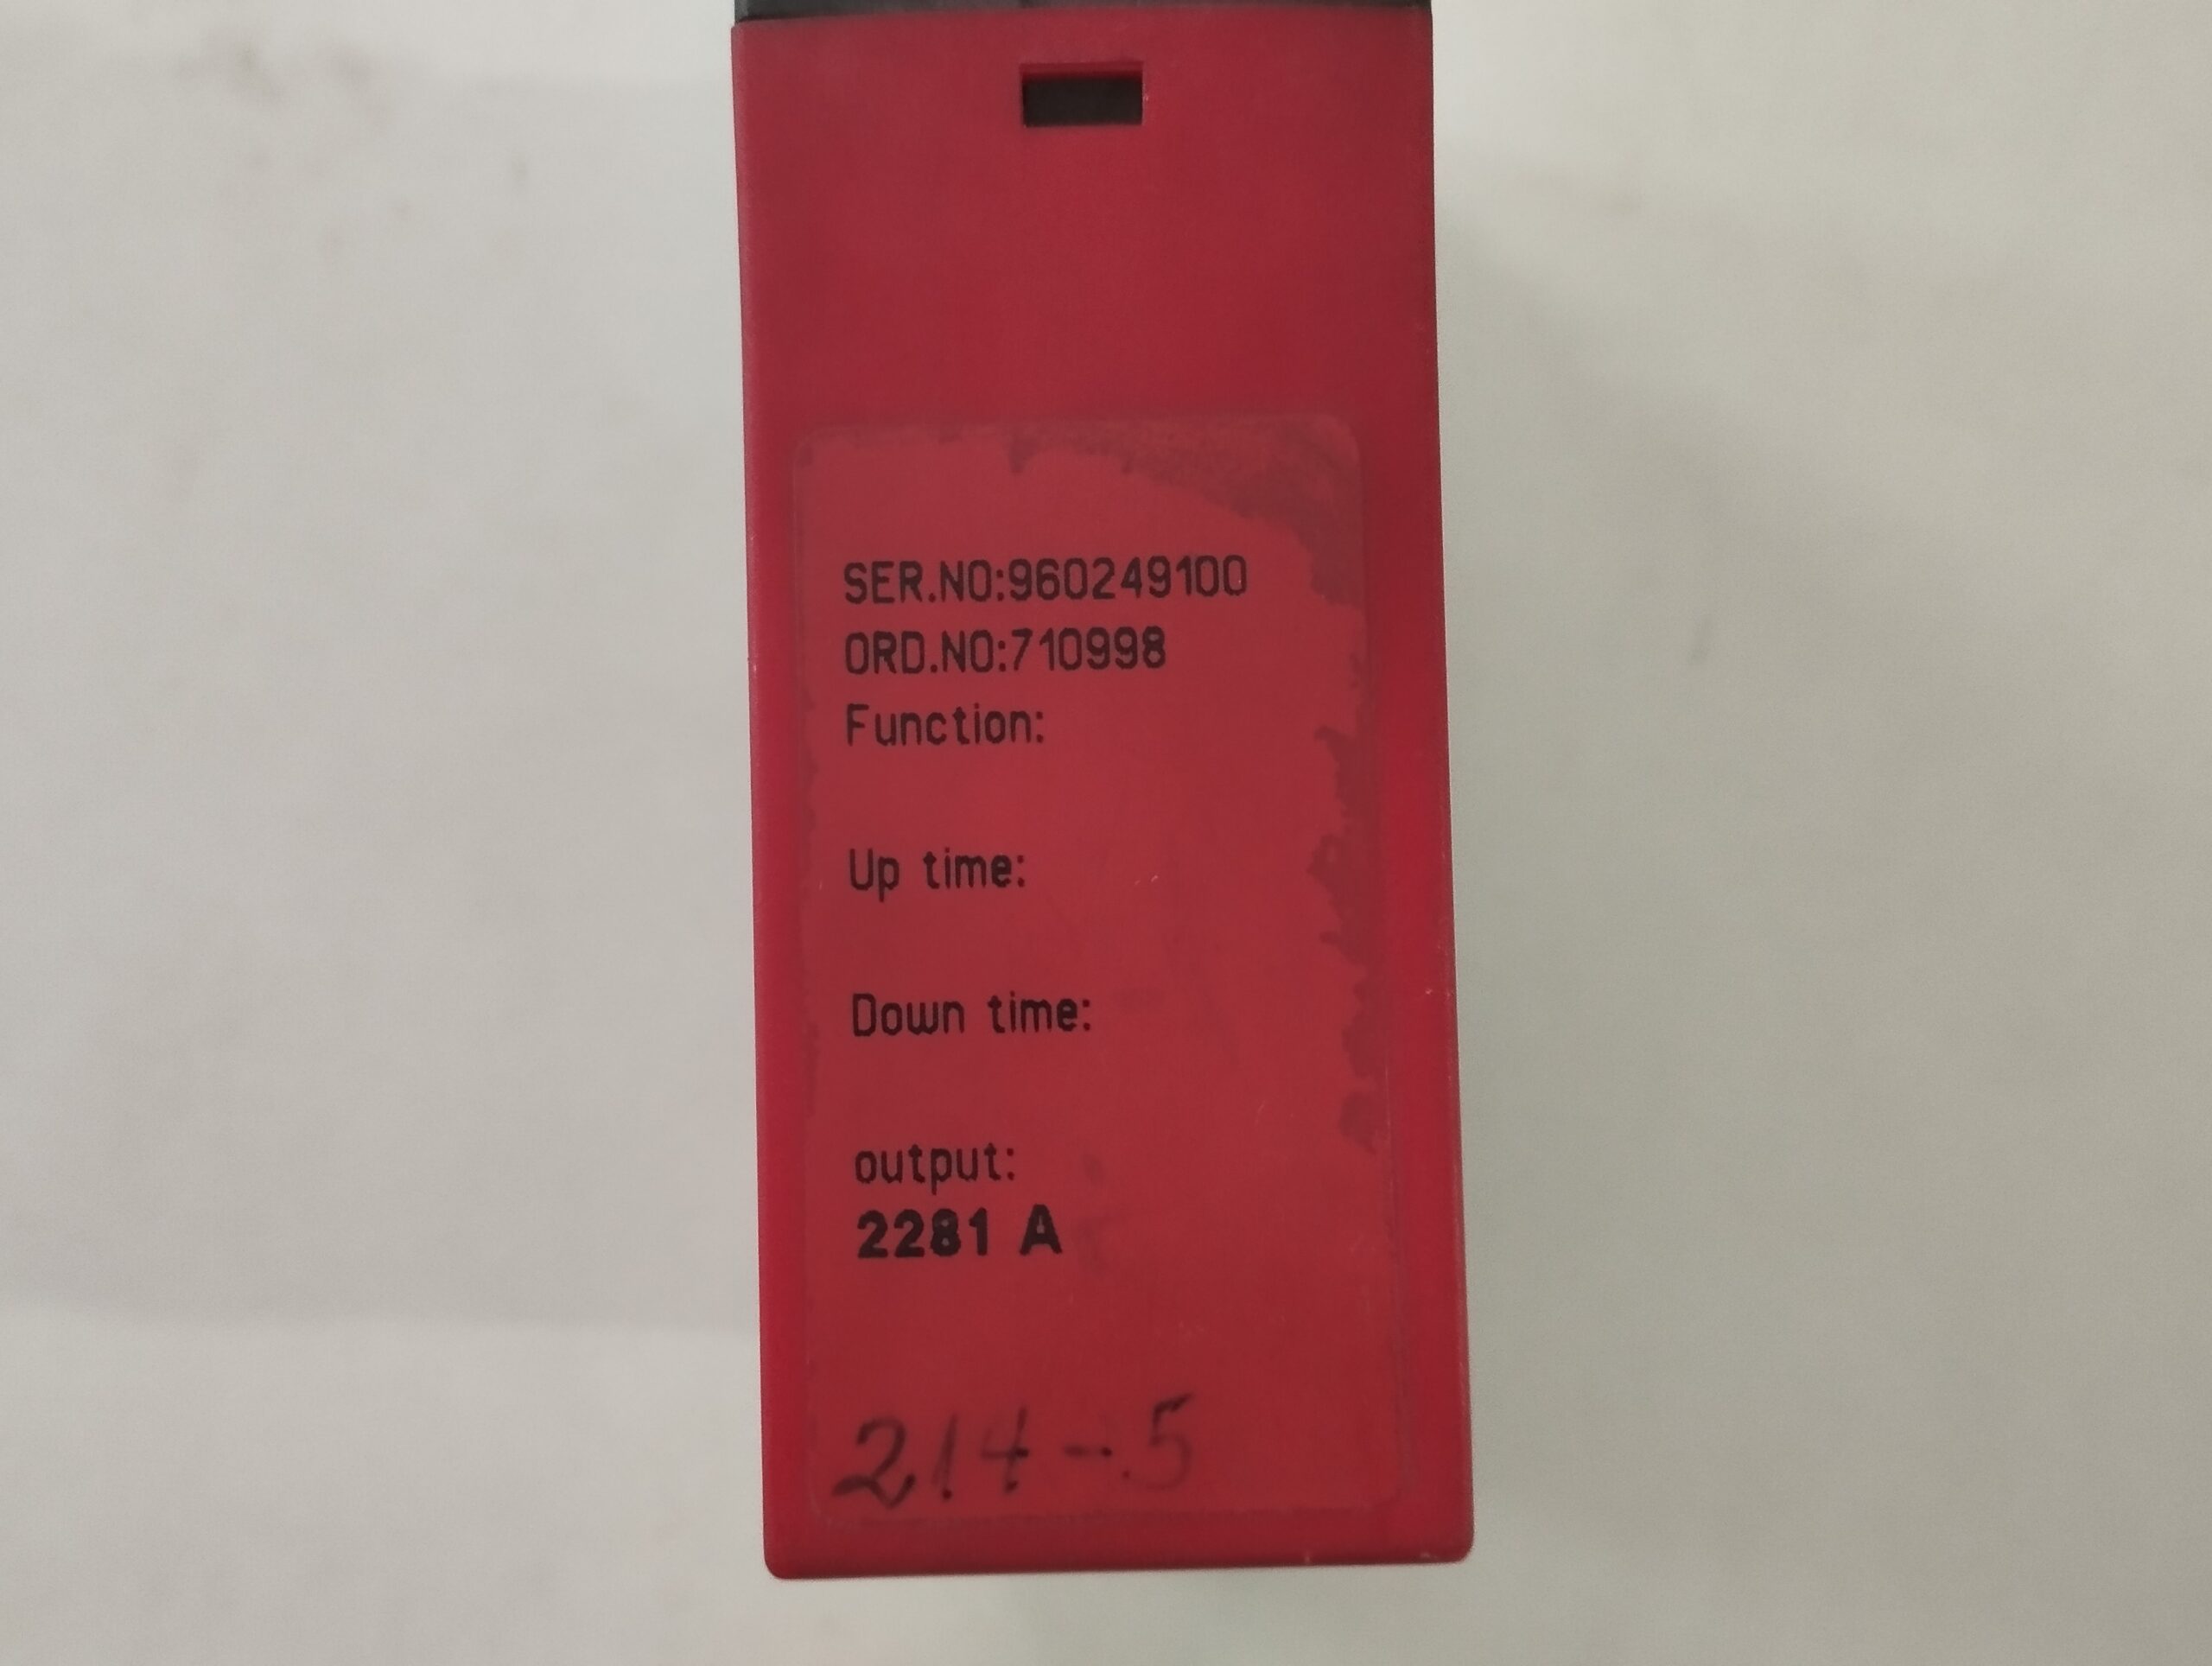 SER.NO:960249100
ORD.NO:710998
Function:
Up time:
Down time:
output:
2281 A
214-5